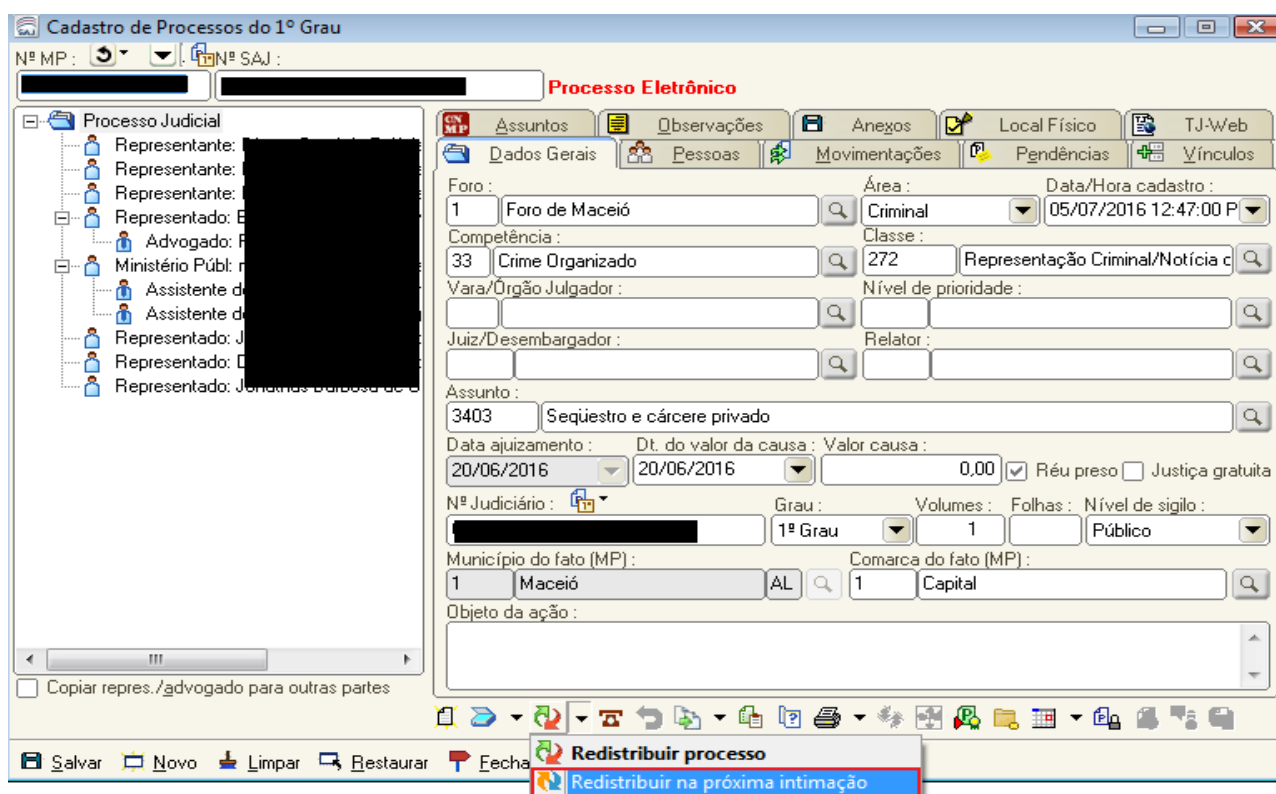 Cadastro de Processos do 1º Grau
Nº MP : Nº SAJ :
Processo Eletrônico
Processo Judicial
Representante:
Representante:
Representante:
Representado: E
Advogado: F
Ministério Públ:
Assistente d
Assistente d
Representado: J
Representado:
Representado:
Copiar repres./advogado para outras partes
Assuntos Observações Anexos Local Físico TJ-Web
Dados Gerais Pessoas Movimentações Pendências Vínculos
Foro : Área : Data/Hora cadastro :
1 Foro de Maceió Criminal 05/07/2016 12:47:00 P
Competência : Classe :
33 Crime Organizado 272 Representação Criminal/Notícia c
Vara/Órgão Julgador : Nível de prioridade :
Juiz/Desembargador : Relator :
Assunto :
3403 Seqüestro e cárcere privado
Data ajuizamento : Dt. do valor da causa : Valor causa :
20/06/2016 20/06/2016 0,00 Réu preso Justiça gratuita
Nº Judiciário : Grau : Volumes : Folhas : Nível de sigilo :
1º Grau 1 Público
Município do fato (MP) : Comarca do fato (MP) :
1 Maceió AL 1 Capital
Objeto da ação :
Salvar Novo Limpar Restaurar Fecha
Redistribuir processo
Redistribuir na próxima intimação